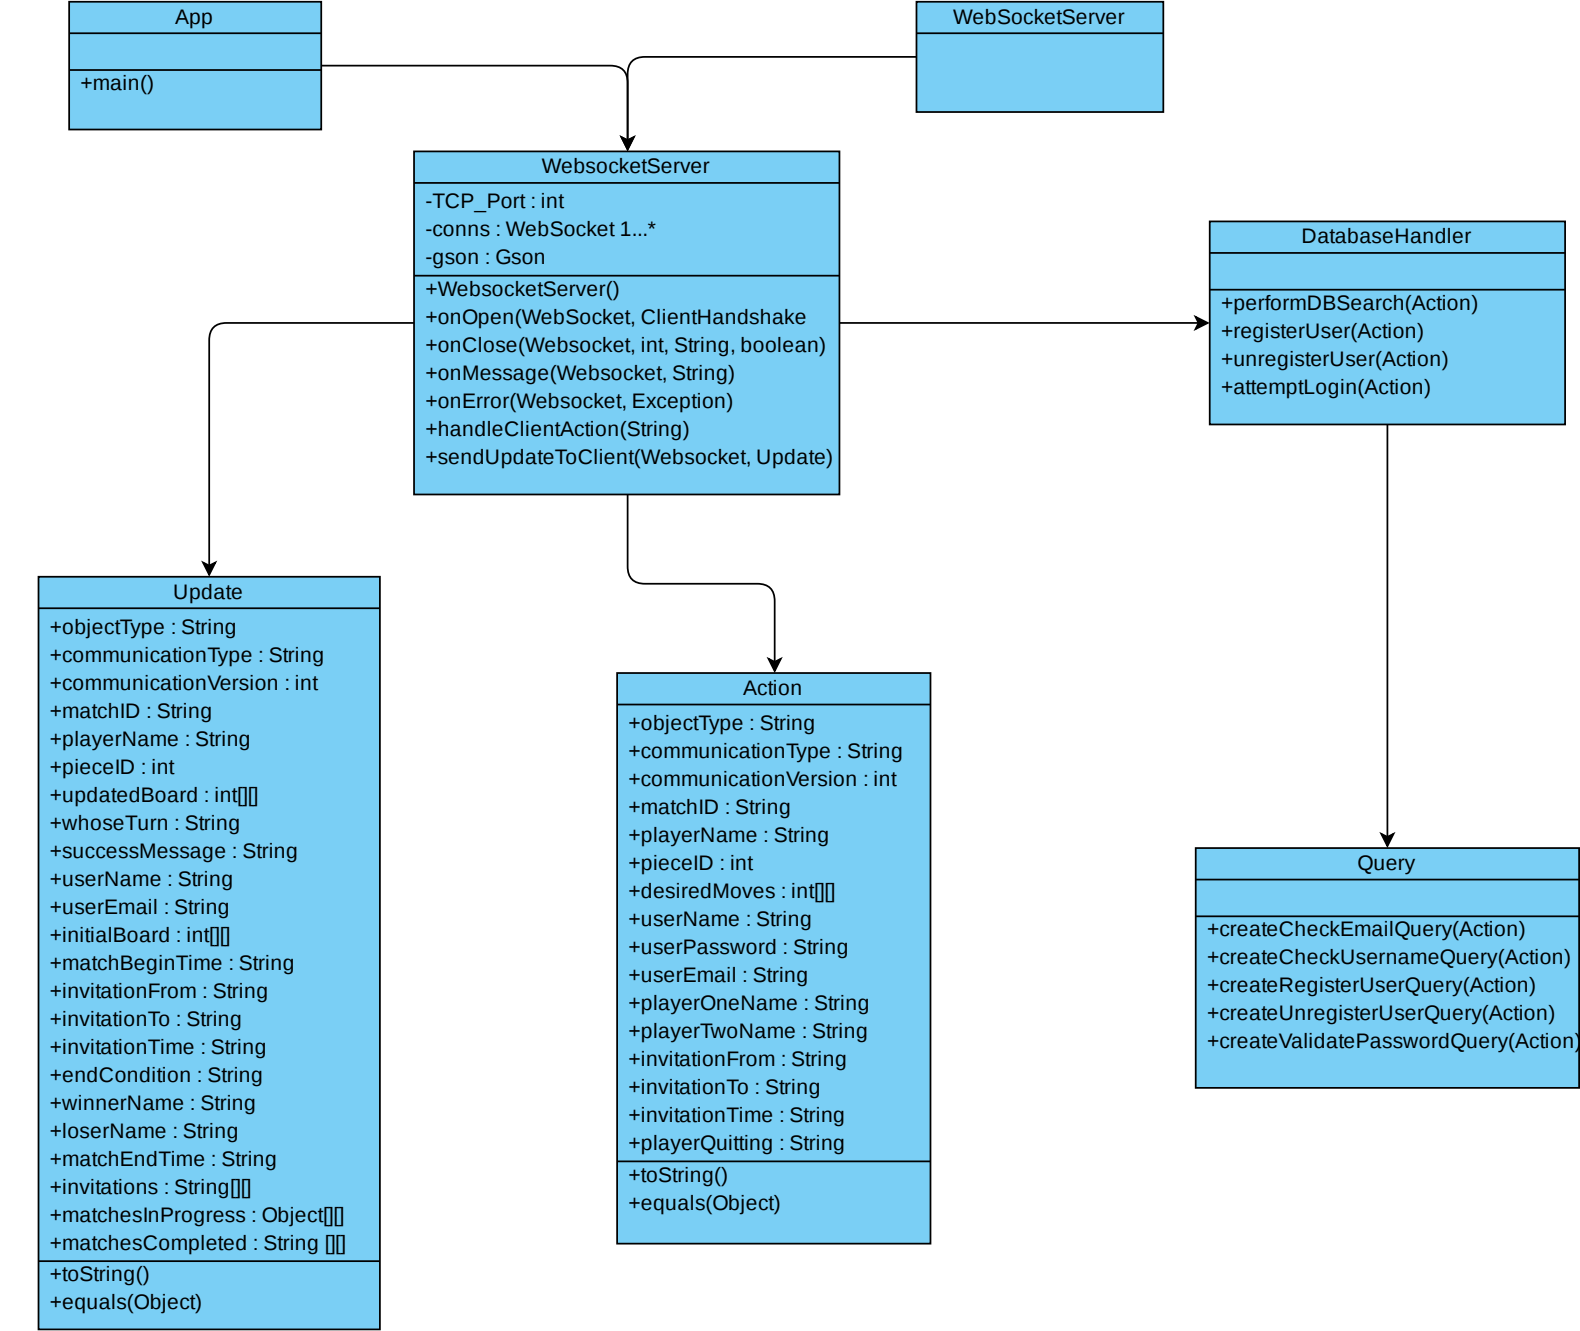 App
+main()
WebSocketServer
WebsocketServer
-TCP_Port : int
-conns : WebSocket 1...*
-gson : Gson
+WebsocketServer()
+onOpen(WebSocket, ClientHandshake
+onClose(Websocket, int, String, boolean)
+onMessage(Websocket, String)
+onError(Websocket, Exception)
+handleClientAction(String)
+sendUpdateToClient(Websocket, Update)
DatabaseHandler
+performDBSearch(Action)
+registerUser(Action)
+unregisterUser(Action)
+attemptLogin(Action)
Update
+objectType : String
+communicationType : String
+communicationVersion : int
+matchID : String
+playerName : String
+pieceID : int
+updatedBoard : int[][]
+whoseTurn : String
+successMessage : String
+userName : String
+userEmail : String
+initialBoard : int[][]
+matchBeginTime : String
+invitationFrom : String
+invitationTo : String
+invitationTime : String
+endCondition : String
+winnerName : String
+loserName : String
+matchEndTime : String
+invitations : String[][]
+matchesInProgress : Object[][]
+matchesCompleted : String [][]
+toString()
+equals(Object)
Action
+objectType : String
+communicationType : String
+communicationVersion : int
+matchID : String
+playerName : String
+pieceID : int
+desiredMoves : int[][]
+userName : String
+userPassword : String
+userEmail : String
+playerOneName : String
+playerTwoName : String
+invitationFrom : String
+invitationTo : String
+invitationTime : String
+playerQuitting : String
+toString()
+equals(Object)
Query
+createCheckEmailQuery(Action)
+createCheckUsernameQuery(Action)
+createRegisterUserQuery(Action)
+createUnregisterUserQuery(Action)
+createValidatePasswordQuery(Action)